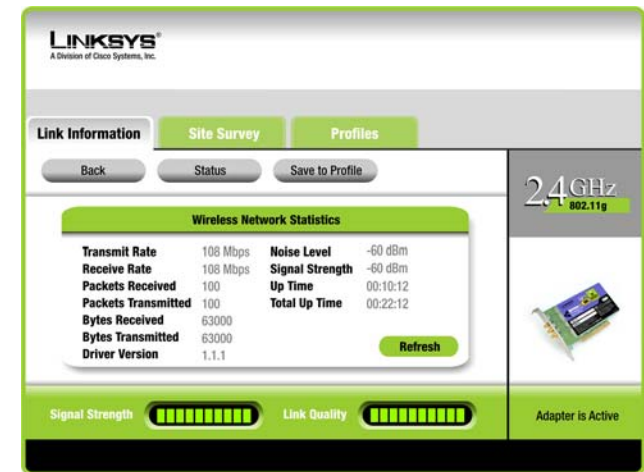 LINKSYS®
A Division of Cisco Systems, Inc.
Link Information Site Survey Profiles
Back Status Save to Profile
2.4GHz
802.11g
Wireless Network Statistics
Transmit Rate 108 Mbps Noise Level -60 dBm
Receive Rate 108 Mbps Signal Strength -60 dBm
Packets Received 100 Up Time 00:10:12
Packets Transmitted 100 Total Up Time 00:22:12
Bytes Received 63000
Bytes Transmitted 63000
Driver Version 1.1.1
Refresh
Signal Strength Link Quality Adapter is Active